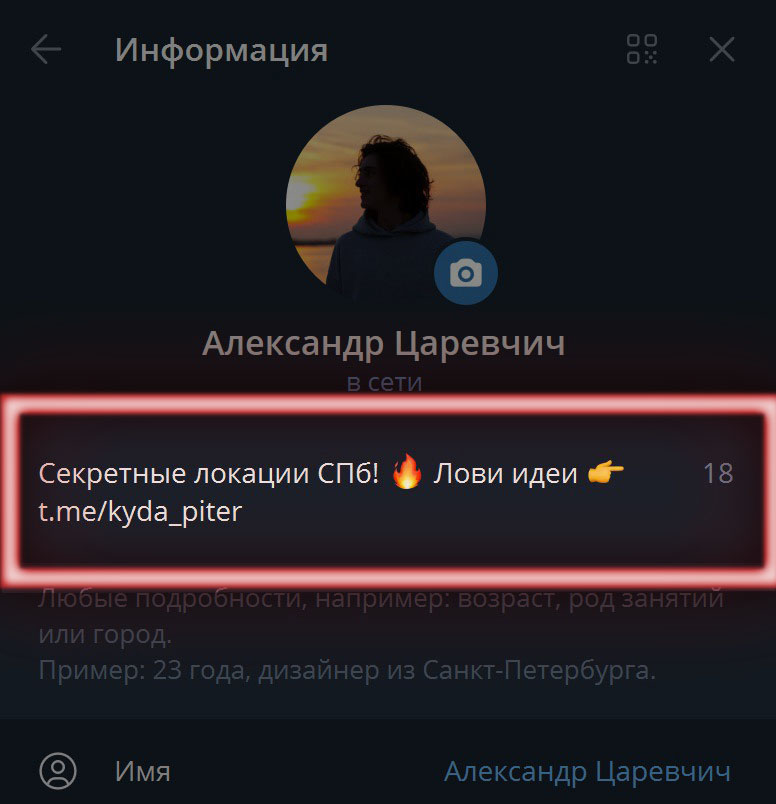 Информация
Александр Царевчич
в сети
Секретные локации СПб! 🔥 Лови идеи 👉 18
t.me/kyda_piter
Любые подробности, например: возраст, род занятий
или город.
Пример: 23 года, дизайнер из Санкт-Петербурга.
Имя Александр Царевчич